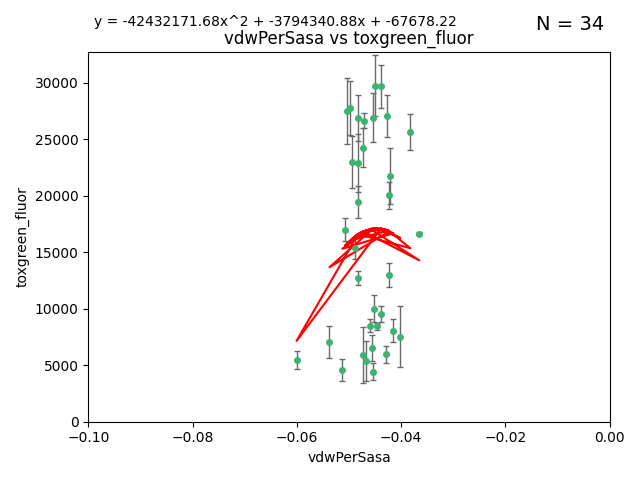 y = -42432171.68x^2 + -3794340.88x + -67678.22
N = 34
vdwPerSasa vs toxgreen_fluor
30000
25000
20000
15000
10000
5000
0
toxgreen_fluor
−0.10
−0.08
−0.06
−0.04
−0.02
0.00
vdwPerSasa